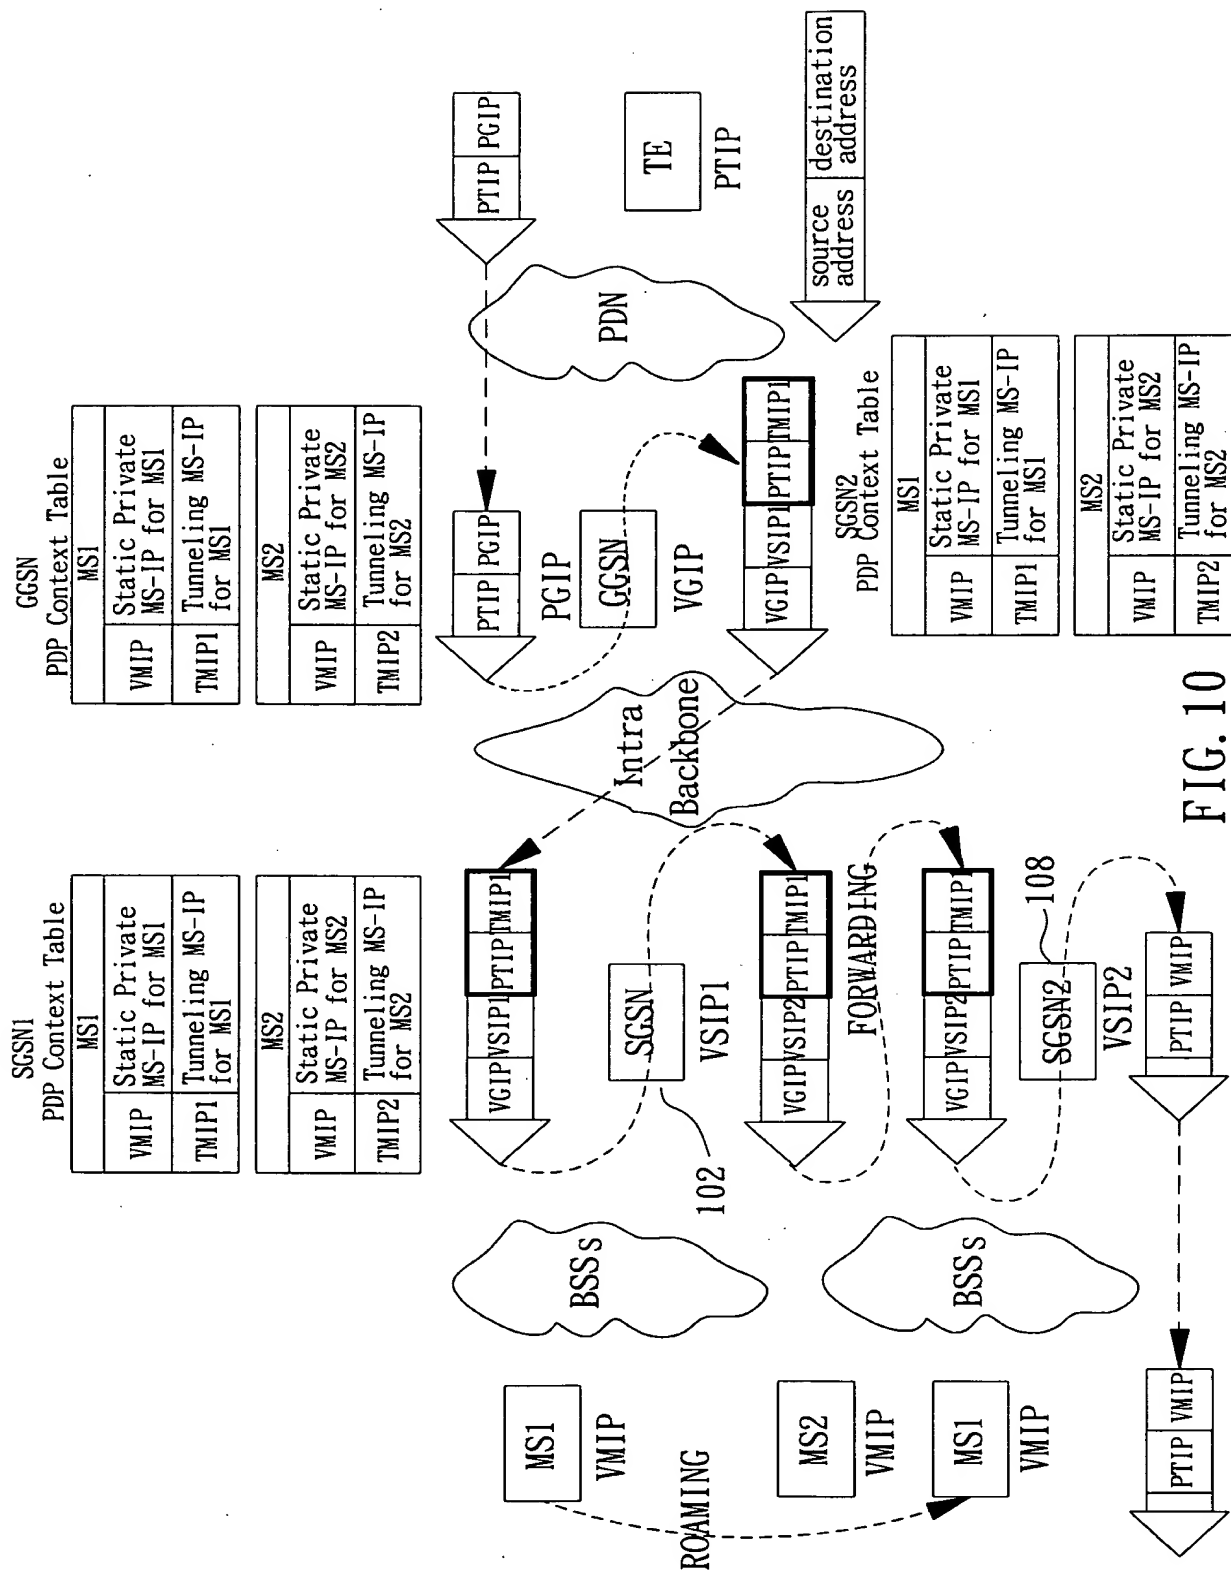 SGSN1
PDP Context Table
MS1
VMIP
Static Private
MS-IP for MS1
TMIP1
Tunneling MS-IP
for MS1
MS2
VMIP
Static Private
MS-IP for MS2
TMIP2
Tunneling MS-IP
for MS2
GGSN
PDP Context Table
MS1
VMIP
Static Private
MS-IP for MS1
TMIP1
Tunneling MS-IP
for MS1
MS2
VMIP
Static Private
MS-IP for MS2
TMIP2
Tunneling MS-IP
for MS2
VGIP VSIP1 PTIP TMIP1
PTIP PGIP
PTIP PGIP
MS1
VMIP
BSSs
SGSN
VSIP1
102
Intra
Backbone
PGIP
GGSN
VGIP
PDN
TE
PTIP
ROAMING
MS2
VMIP
VGIP VSIP2 PTIP TMIP1
VGIP VSIP1 PTIP TMIP1
source
address
destination
address
FORWARDING
MS1
VMIP
BSSs
VGIP VSIP2 PTIP TMIP1
SGSN2
VSIP2
108
SGSN2
PDP Context Table
MS1
VMIP
Static Private
MS-IP for MS1
TMIP1
Tunneling MS-IP
for MS1
MS2
VMIP
Static Private
MS-IP for MS2
TMIP2
Tunneling MS-IP
for MS2
PTIP VMIP
PTIP VMIP
FIG. 10